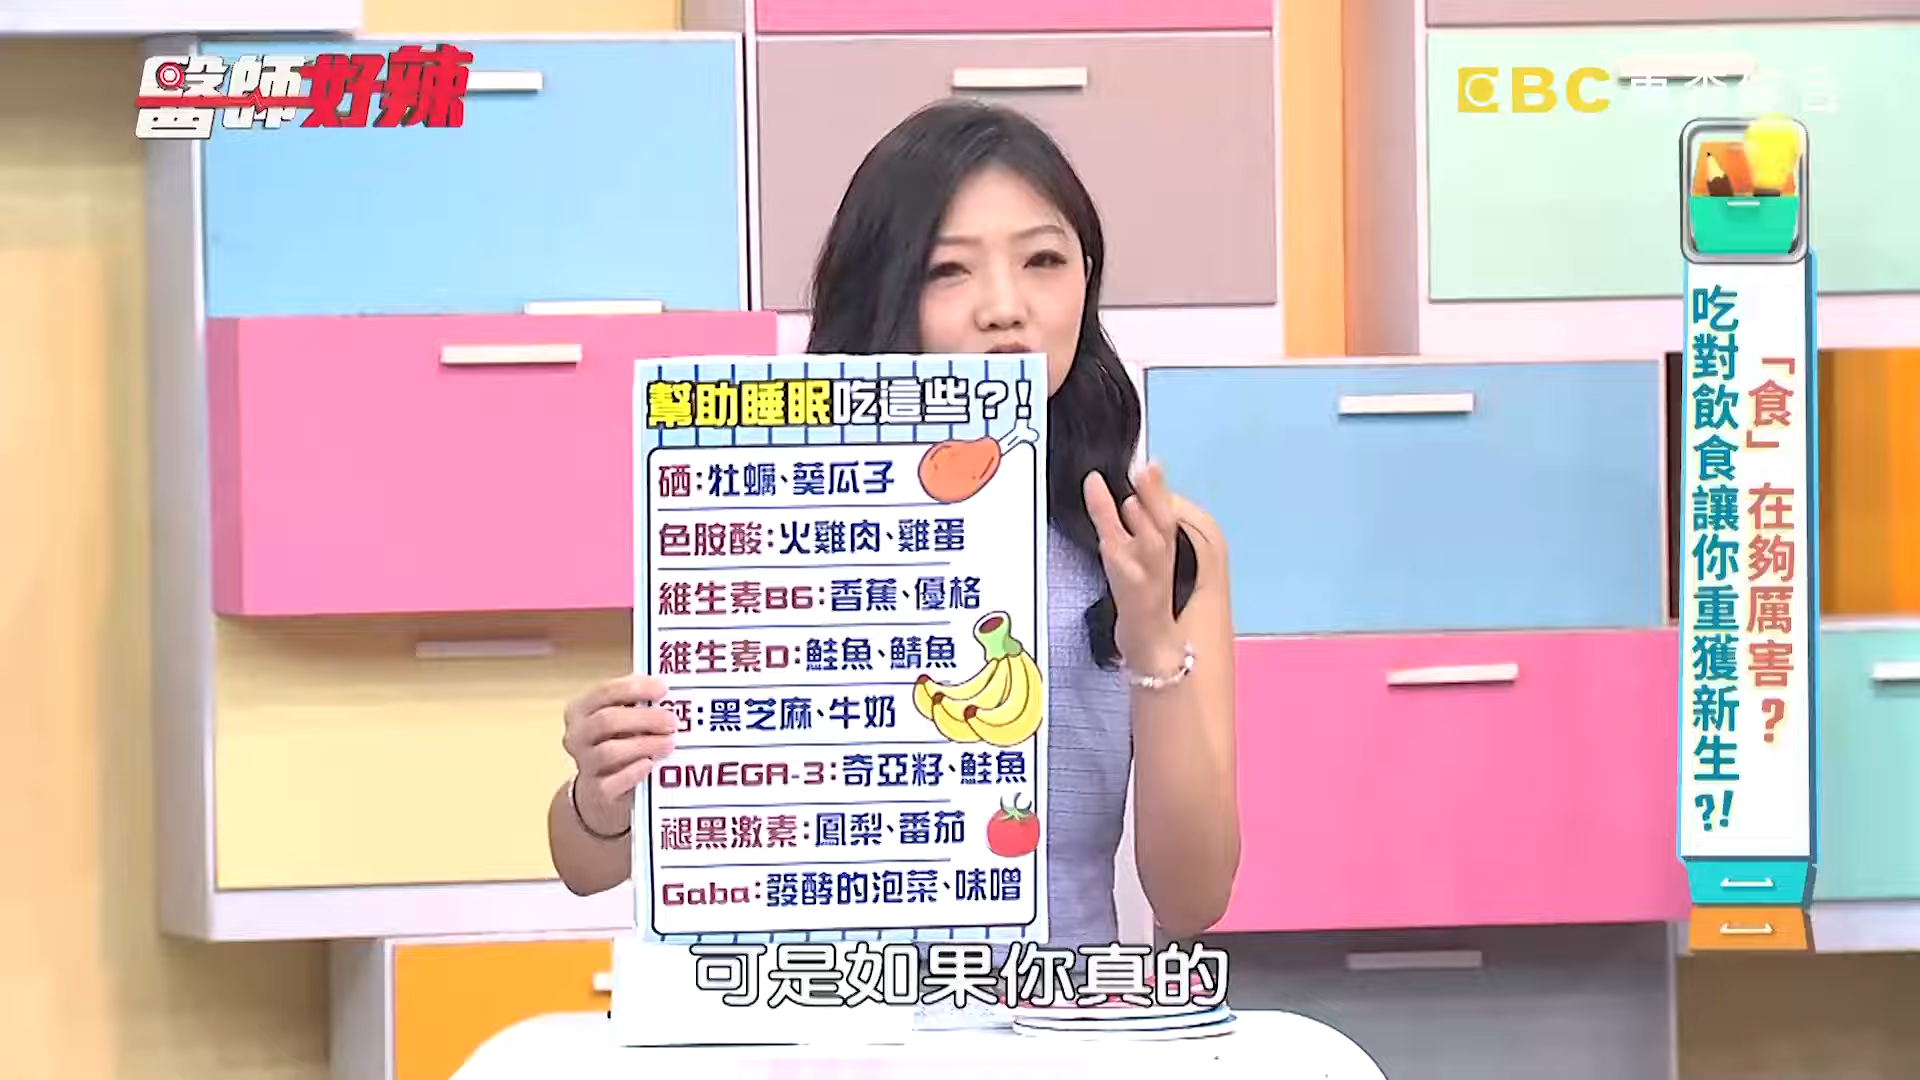 醫師好辣
EBC
幫助睡眠吃這些?!
硒:牡蠣、葵瓜子
色胺酸:火雞肉、雞蛋
維生素B6:香蕉、優格
維生素D:鮭魚、鯖魚
鈣:黑芝麻、牛奶
OMEGA-3:奇亞籽、鮭魚
褪黑激素:鳳梨、番茄
Gaba:發酵的泡菜、味噌
「食」在夠厲害?
吃對飲食讓你重獲新生?!
可是如果你真的